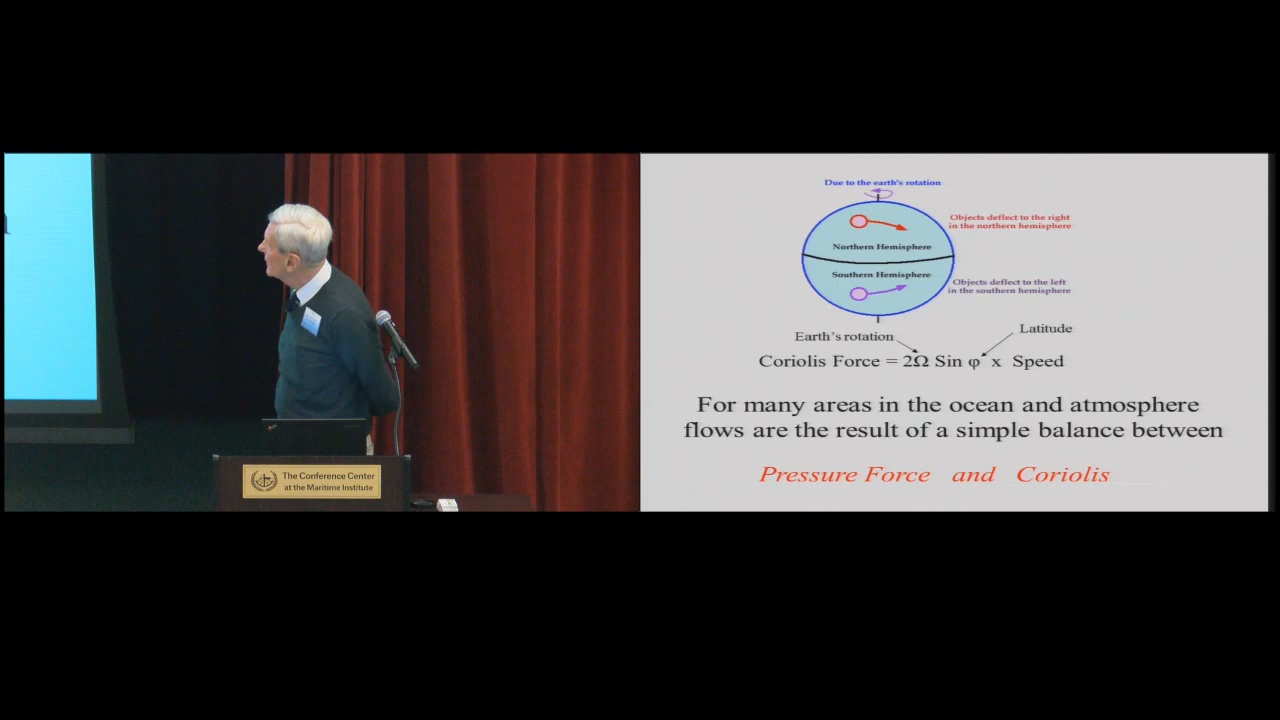 The Conference Center
at the Maritime Institute
Due to the earth's rotation
Objects deflect to the right
in the northern hemisphere
Northern Hemisphere
Southern Hemisphere
Objects deflect to the left
in the southern hemisphere
Earth's rotation
Latitude
Coriolis Force = 2Ω Sin φ x Speed
For many areas in the ocean and atmosphere
flows are the result of a simple balance between
Pressure Force and Coriolis